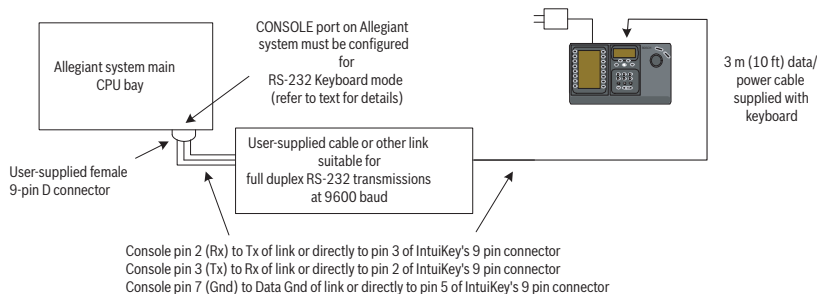 CONSOLE port on Allegiant
system must be configured
for
RS-232 Keyboard mode
(refer to text for details)
Allegiant system main
CPU bay
3 m (10 ft) data/
power cable
supplied with
keyboard
User-supplied female
9-pin D connector
User-supplied cable or other link
suitable for
full duplex RS-232 transmissions
at 9600 baud
Console pin 2 (Rx) to Tx of link or directly to pin 3 of IntuiKey's 9 pin connector
Console pin 3 (Tx) to Rx of link or directly to pin 2 of IntuiKey's 9 pin connector
Console pin 7 (Gnd) to Data Gnd of link or directly to pin 5 of IntuiKey's 9 pin connector